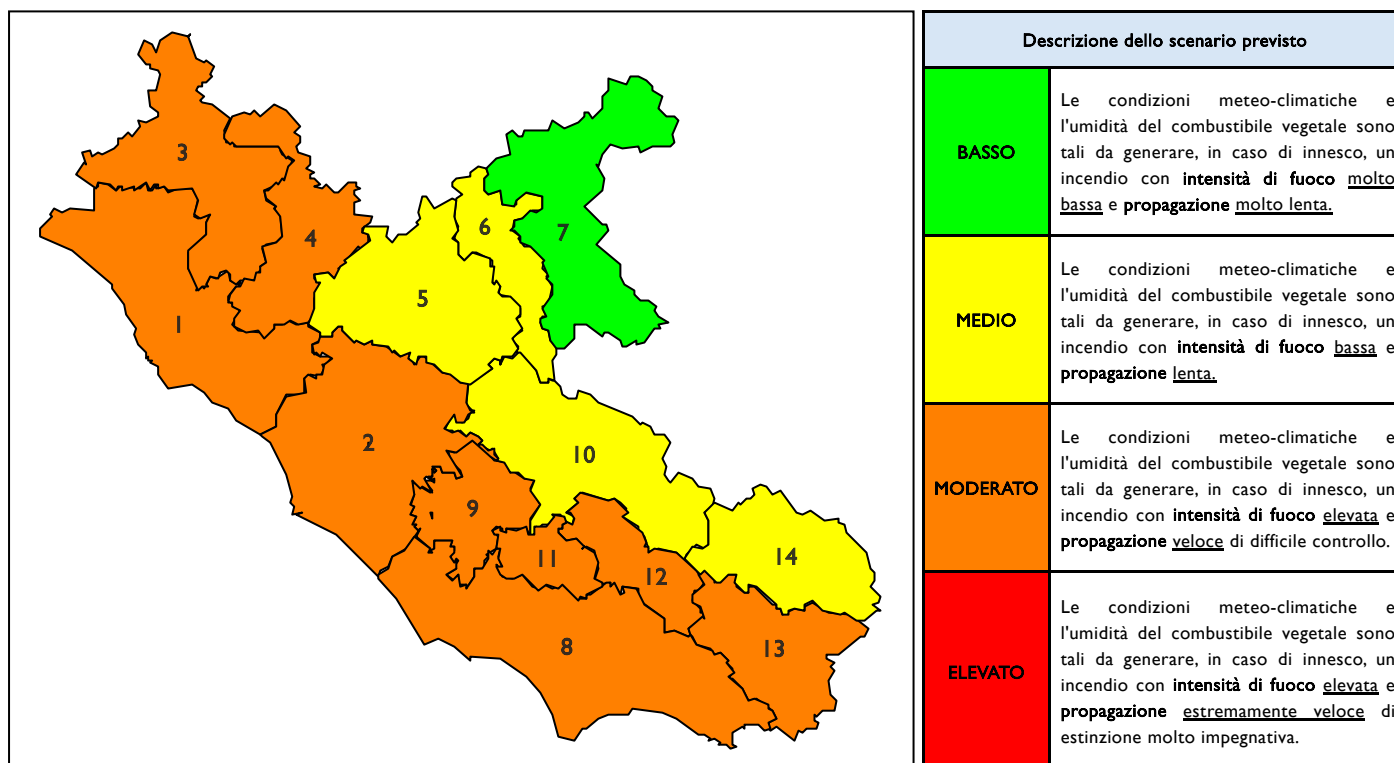 3
4
7
6
5
1
2
10
9
14
11
12
13
8
Descrizione dello scenario previsto
BASSO
Le condizioni meteo-climatiche e
l'umidità del combustibile vegetale sono
tali da generare, in caso di innesco, un
incendio con intensità di fuoco molto
bassa e propagazione molto lenta.
MEDIO
Le condizioni meteo-climatiche e
l'umidità del combustibile vegetale sono
tali da generare, in caso di innesco, un
incendio con intensità di fuoco bassa e
propagazione lenta.
MODERATO
Le condizioni meteo-climatiche e
l'umidità del combustibile vegetale sono
tali da generare, in caso di innesco, un
incendio con intensità di fuoco elevata e
propagazione veloce di difficile controllo.
ELEVATO
Le condizioni meteo-climatiche e
l'umidità del combustibile vegetale sono
tali da generare, in caso di innesco, un
incendio con intensità di fuoco elevata e
propagazione estremamente veloce di
estinzione molto impegnativa.